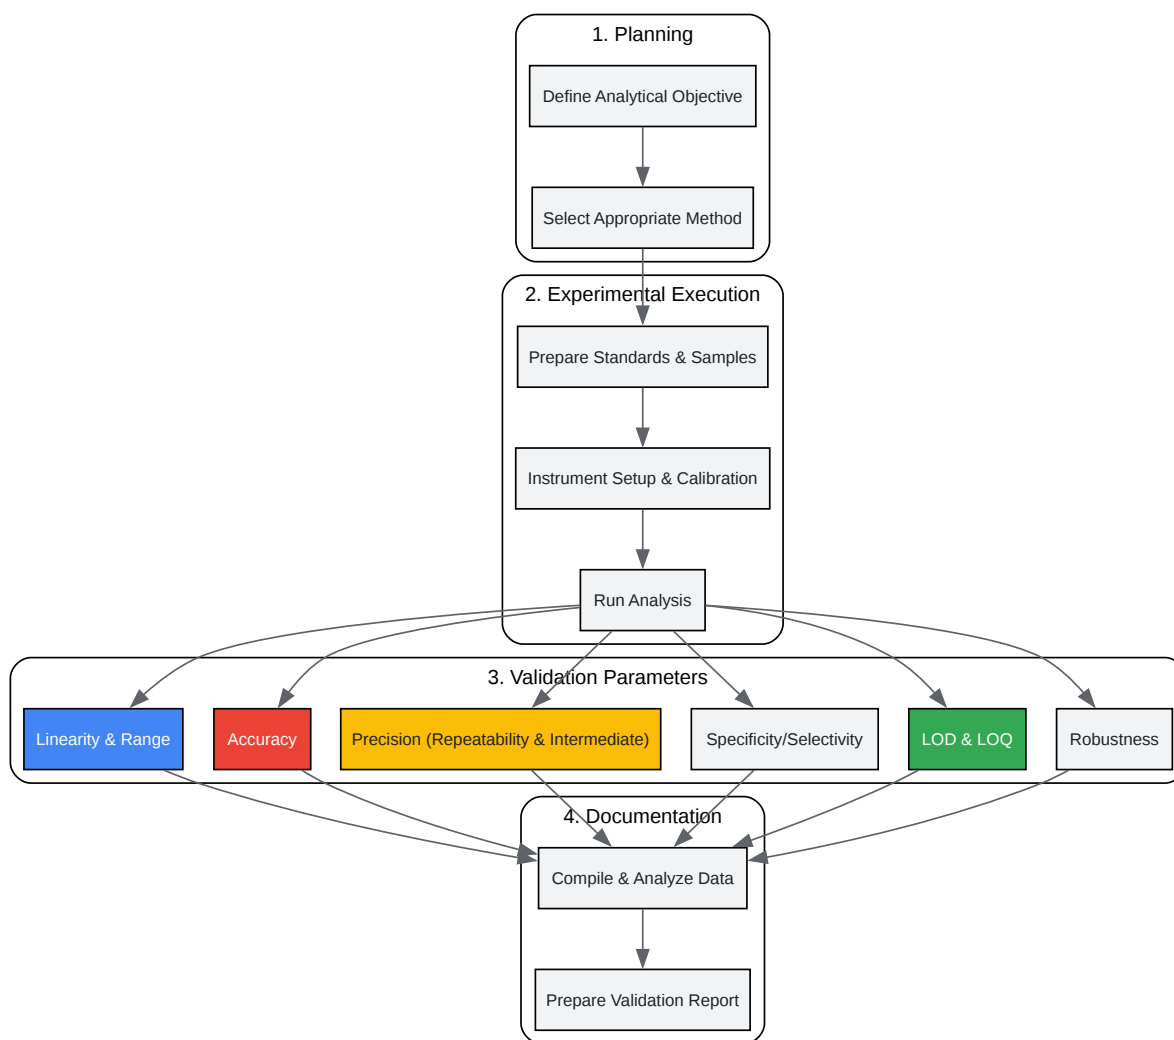 1. Planning
Define Analytical Objective
Select Appropriate Method
2. Experimental Execution
Prepare Standards & Samples
Instrument Setup & Calibration
Run Analysis
3. Validation Parameters
Linearity & Range
Accuracy
Precision (Repeatability & Intermediate)
Specificity/Selectivity
LOD & LOQ
Robustness
4. Documentation
Compile & Analyze Data
Prepare Validation Report